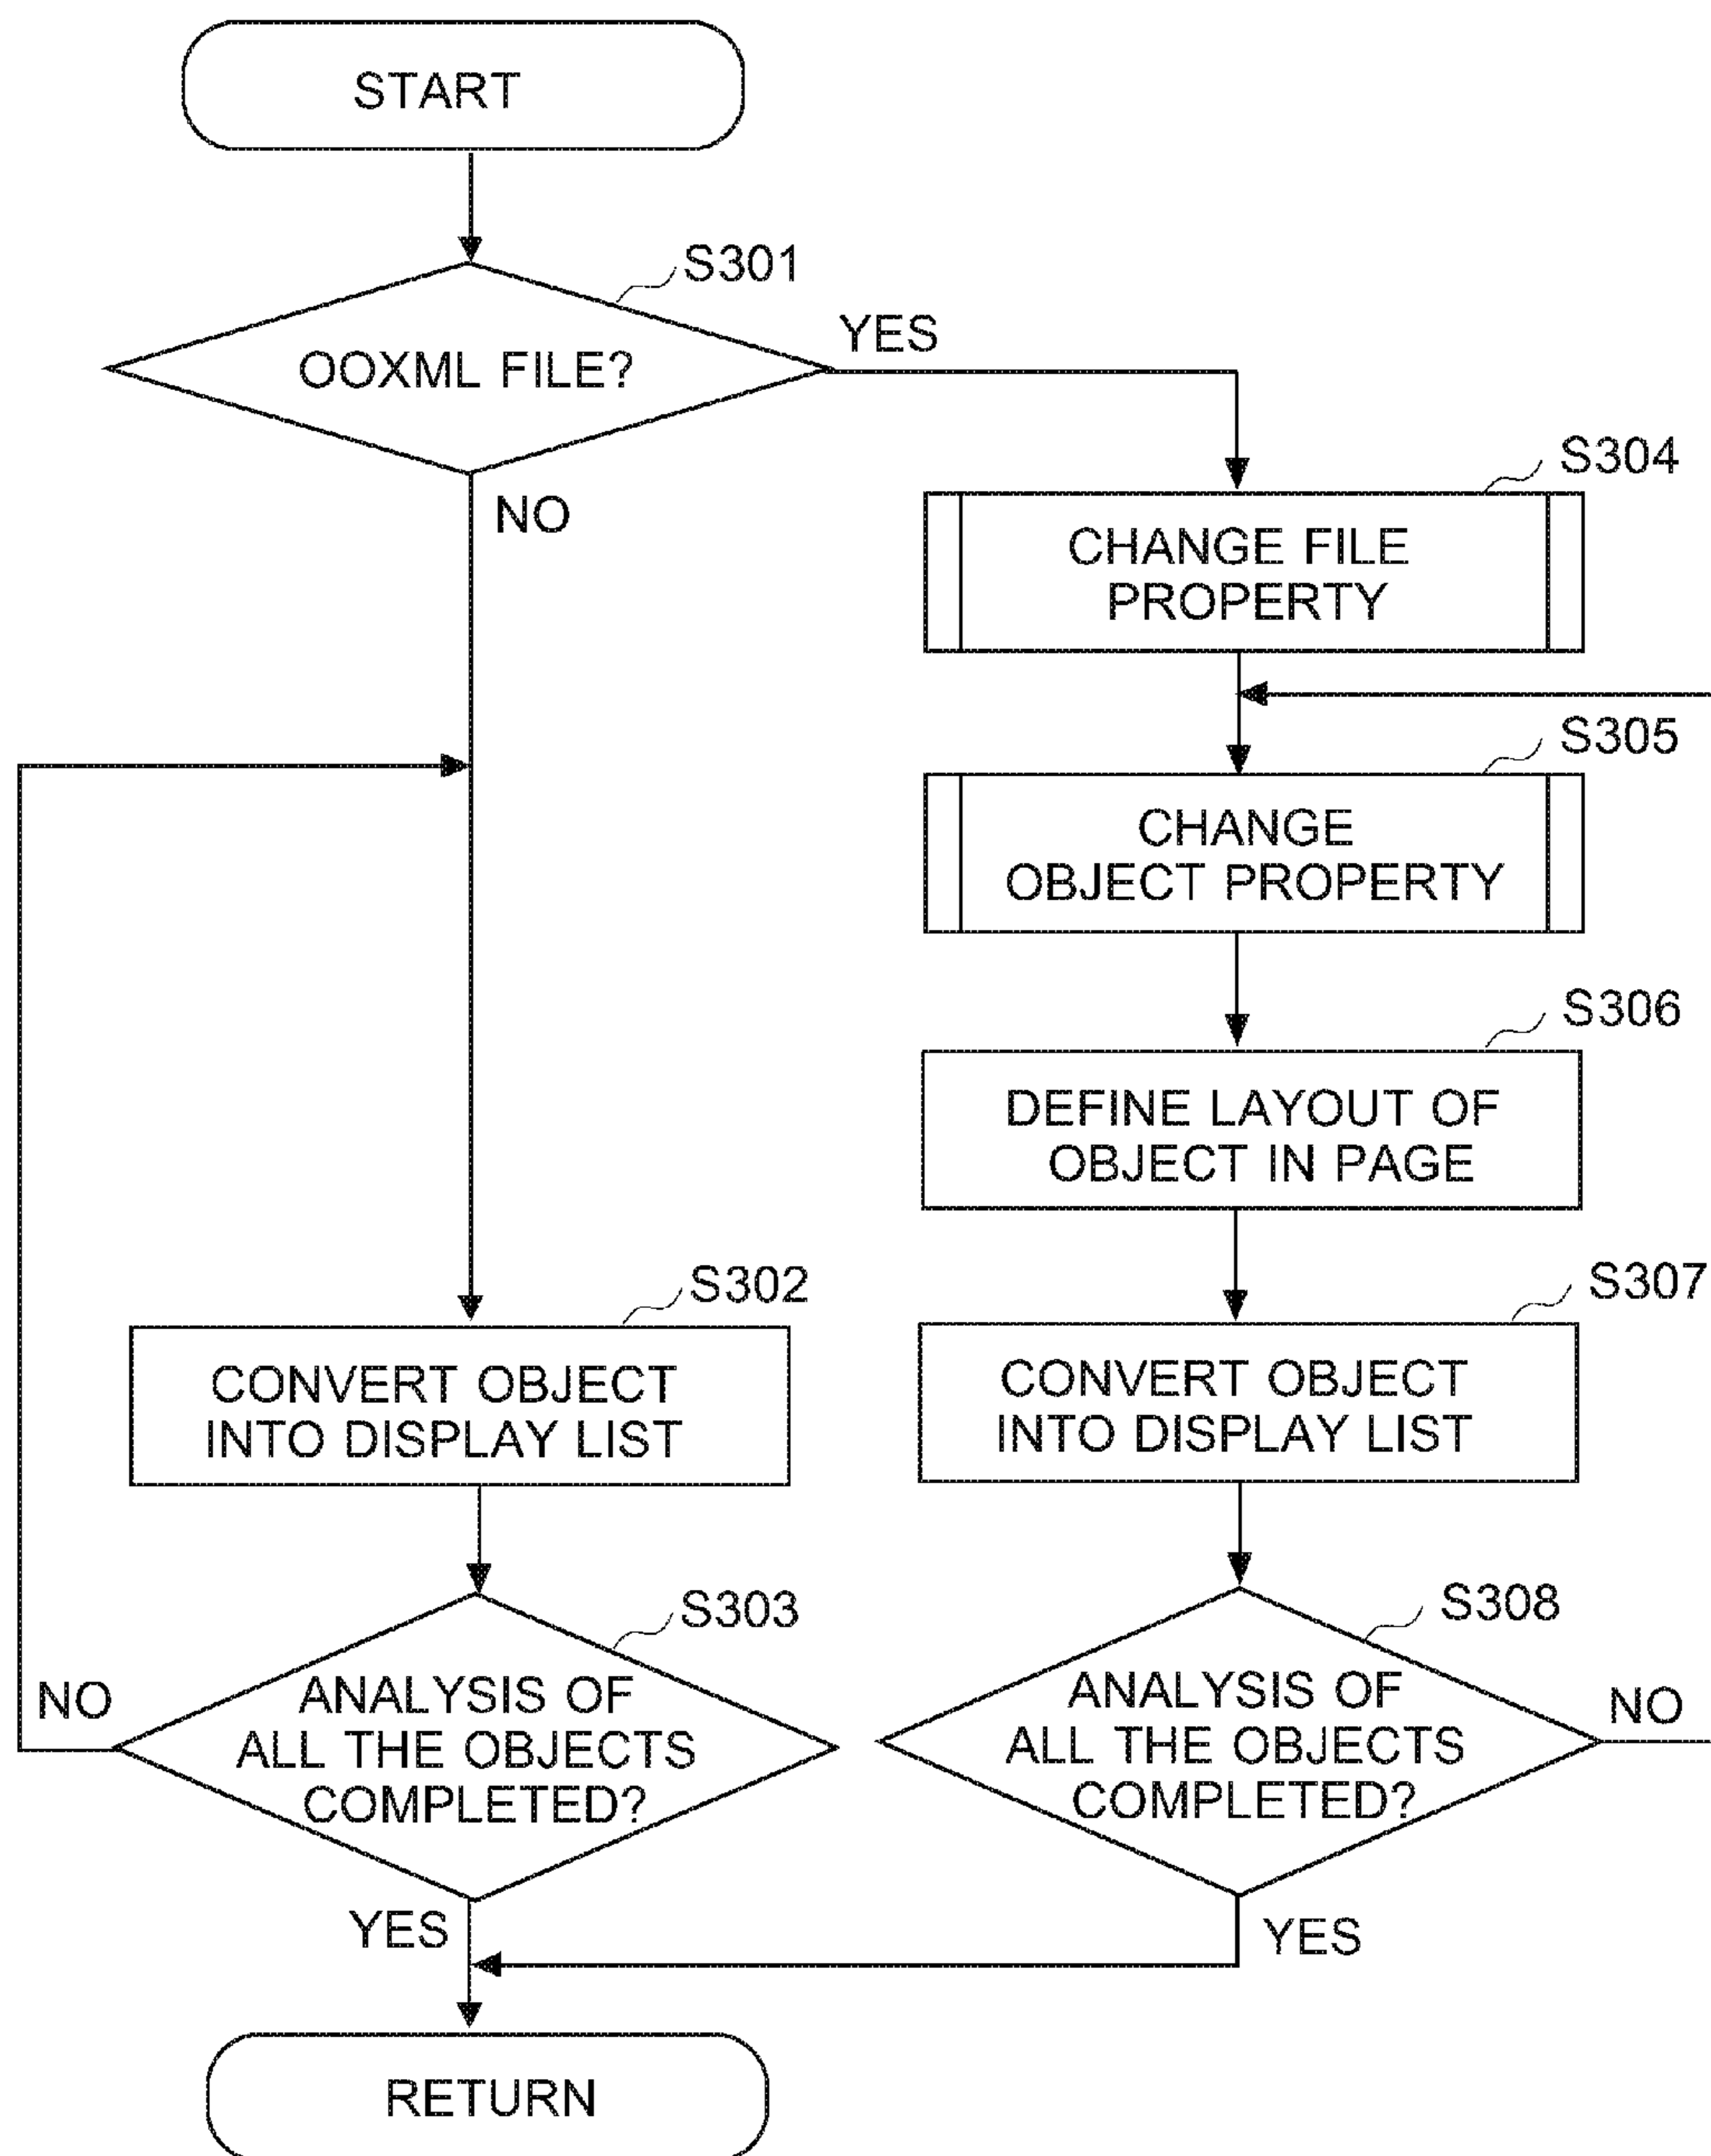 START
S301
OOXML FILE?
YES
NO
S304
CHANGE FILE
PROPERTY
S305
CHANGE
OBJECT PROPERTY
S306
DEFINE LAYOUT OF
OBJECT IN PAGE
S302
CONVERT OBJECT
INTO DISPLAY LIST
S307
CONVERT OBJECT
INTO DISPLAY LIST
S303
NO
ANALYSIS OF
ALL THE OBJECTS
COMPLETED?
YES
S308
ANALYSIS OF
ALL THE OBJECTS
COMPLETED?
NO
YES
RETURN